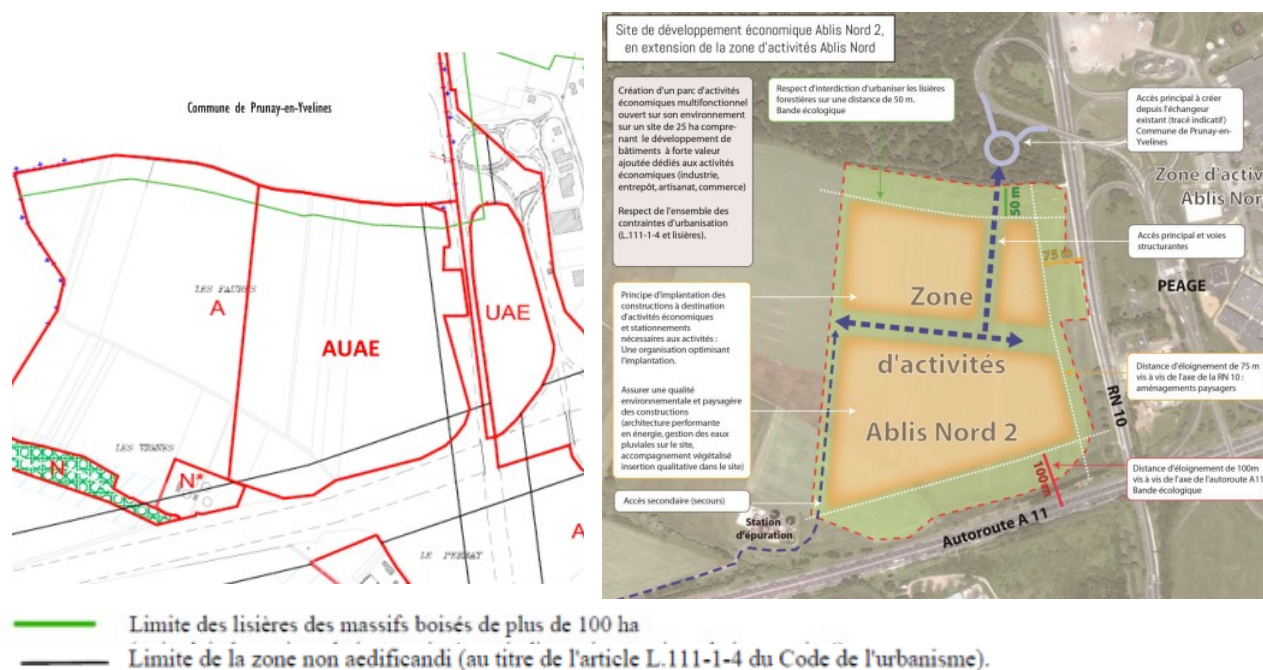 Commune de Prunay-en-Yvelines
LES FAURES
A
AUAE
UAE
LES VIGNES
N
N*
LE PERRAY
A
Site de développement économique Ablis Nord 2,
en extension de la zone d'activités Ablis Nord
Création d'un parc d'activités
économiques multifonctionnel
ouvert sur son environnement
sur un site de 25 ha compre-
nant le développement de
bâtiments à forte valeur
ajoutée dédiés aux activités
économiques (industrie,
entrepôt, artisanat, commerce)
Respect de l'ensemble des
contraintes d'urbanisation
(L.111-1-4 et lisières).
Respect d'interdiction d'urbaniser les lisières
forestières sur une distance de 50 m.
Bande écologique
Accès principal à créer
depuis l'échangeur
existant (tracé indicatif)
Commune de Prunay-en-
Yvelines
Zone d'activ
Ablis Nor
50 m
Accès principal et voies
structurantes
75 m
PEAGE
Principe d'implantation des
constructions à destination
d'activités économiques
et stationnements
nécessaires aux activités :
Une organisation optimisant
l'implantation.
Assurer une qualité
environnementale et paysagère
des constructions
(architecture performante
en énergie, gestion des eaux
pluviales sur le site,
accompagnement végétalisé
insertion qualitative dans le site)
Zone
d'activités
Ablis Nord 2
Distance d'éloignement de 75 m
vis à vis de l'axe de la RN 10 :
aménagements paysagers
RN 10
Accès secondaire (secours)
100m
Distance d'éloignement de 100m
vis à vis de l'axe de l'autoroute A11
Bande écologique
Station
d'épuration
Autoroute A 11
Limite des lisières des massifs boisés de plus de 100 ha
Limite de la zone non aedificandi (au titre de l'article L.111-1-4 du Code de l'urbanisme).